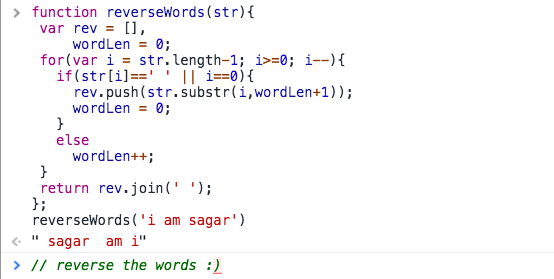 function reverseWords(str){
var rev = [],
wordLen = 0;
for(var i = str.length-1; i>=0; i--){
if(str[i]==' ' || i==0){
rev.push(str.substr(i,wordLen+1));
wordLen = 0;
}
else
wordLen++;
}
return rev.join(' ');
};
reverseWords('i am sagar')
" sagar  am i"
// reverse the words :)